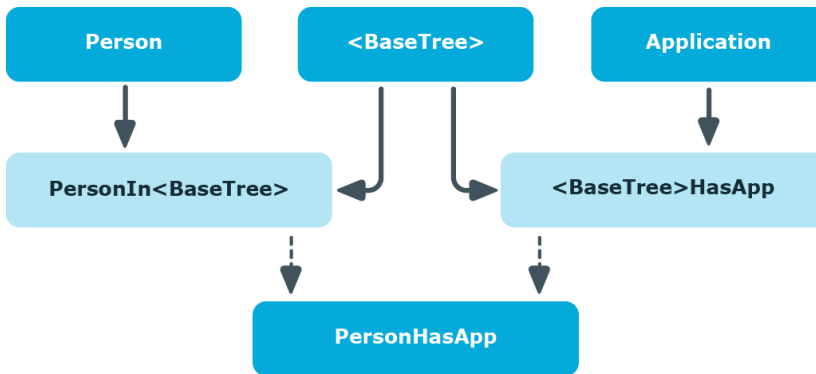 Person
<BaseTree>
Application
PersonIn<BaseTree>
<BaseTree>HasApp
PersonHasApp